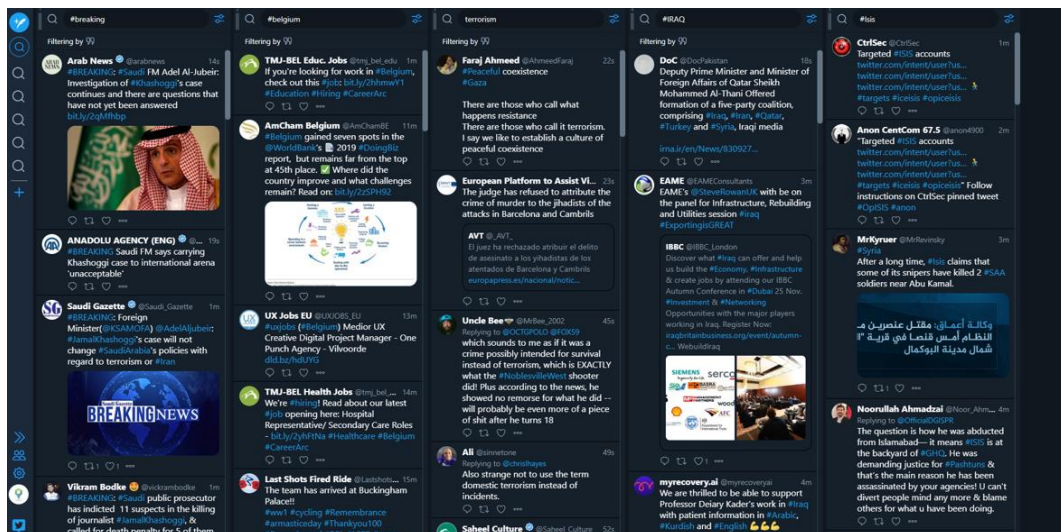 #breaking
Filtering by
Arab News @arabnews 14s
#BREAKING: #Saudi FM Adel Al-Jubeir:
Investigation of #Khashoggi's case
continues and there are questions that
have not yet been answered
bit.ly/2qMfhbp
ANADOLU AGENCY (ENG) @... 19s
#BREAKING Saudi FM says carrying
Khashoggi case to international arena
'unacceptable'
Saudi Gazette @Saudi_Gazette 1m
#BREAKING: Foreign
Minister(@KSAMOFA) @AdelAljubeir:
#JamalKhashoggi's case will not
change #SaudiArabia's policies with
regard to terrorism or #Iran
BREAKING NEWS
1 1
Vikram Bodke @vickrambodke 1m
#BREAKING: #Saudi public prosecutor
has indicted 11 suspects in the killing
of journalist #JamalKhashoggi, &
called for death penalty for 5 of them
#belgium
Filtering by
TMJ-BEL Educ. Jobs @tmj_bel_edu 1m
If you're looking for work in #Belgium,
check out this #job: bit.ly/2hhmwY1
#Education #Hiring #CareerArc
AmCham Belgium @AmChamBE 11m
#Belgium gained seven spots in the
@WorldBank's 2019 #DoingBiz
report, but remains far from the top
at 45th place. Where did the
country improve and what challenges
remain? Read on: bit.ly/2zSPH92
UX Jobs EU @UXJOBS_EU 13m
#uxjobs (#Belgium) Medior UX
Creative Digital Project Manager - One
Punch Agency - Vilvoorde
dld.bz/hdUYG
TMJ-BEL Health Jobs @tmj_bel_... 14m
We're #hiring! Read about our latest
#job opening here: Hospital
Representative/ Secondary Care Roles
- bit.ly/2yhFtNa #Healthcare #Belgium
#CareerArc
Last Shots Fired Ride @Lastshots... 15m
The team has arrived at Buckingham
Palace!!
#ww1 #cycling #Remembrance
#armasticeday #Thankyou100
terrorism
Faraj Ahmeed @AhmeedFaraj 22s
#Peaceful coexistence
#Gaza
There are those who call what
happens resistance
There are those who call it terrorism.
I say we like to establish a culture of
peaceful coexistence
European Platform to Assist Vi... 23s
The judge has refused to attribute the
crime of murder to the jihadists of the
attacks in Barcelona and Cambrils
AVT @_AVT_
El juez ha rechazado atribuir el delito
de asesinato a los yihadistas de los
atentados de Barcelona y Cambrils
europapress.es/nacional/notic...
Uncle Bee @MrBee_2002 45s
Replying to @OCTGPOLO @FOX59
which sounds to me as if it was a
crime possibly intended for survival
instead of terrorism, which is EXACTLY
what the #NoblesvilleWest shooter
did! Plus according to the news, he
showed no remorse for what he did --
will probably be even more of a piece
of shit after he turns 18
Ali @sinnetone 49s
Replying to @chrislhayes
Also strange not to use the term
domestic terrorism instead of
incidents.
Saheel Culture @Saheel_Culture 52s
#IRAQ
Filtering by
DoC @DocPakistan 18s
Deputy Prime Minister and Minister of
Foreign Affairs of Qatar Sheikh
Mohammed Al-Thani Offered
formation of a five-party coalition,
comprising #Iraq, #Iran, #Qatar,
#Turkey and #Syria, Iraqi media
irna.ir/en/News/830927...
EAME @EAMEConsultants 3m
EAME's @SteveRowanUK with be on
the panel for Infrastructure, Rebuilding
and Utilities session #iraq
#ExportingisGREAT
IBBC @IBBC_London
Discover what #Iraq can offer and help
us build the #Economy, #Infrastructure
& create jobs by attending our IBBC
Autumn Conference in #Dubai 25 Nov.
#Investment & #Networking
Opportunities with the major players
working in Iraq. Register Now:
iraqbritainbusiness.org/event/autumn-
c... WebuildIraq
SIEMENS serco
AEC
1
myrecovery.ai @myrecoveryai 4m
We are thrilled to be able to support
Professor Deiary Kader's work in #Iraq
with patient information in #Arabic,
#Kurdish and #English
#Isis
CtrlSec @CtrlSec 1m
Targeted #ISIS accounts
twitter.com/intent/user?us...
twitter.com/intent/user?us...
twitter.com/intent/user?us...
#targets #iceisis #opiceisis
Anon CentCom 67.5 @anon4900 2m
"Targeted #ISIS accounts
twitter.com/intent/user?us...
twitter.com/intent/user?us...
twitter.com/intent/user?us...
#targets #iceisis #opiceisis" Follow
instructions on CtrlSec pinned tweet
#OpISIS #anon
MrKyruer @MrRevinsky 3m
#Syria
After a long time, #Isis claims that
some of its snipers have killed 2 #SAA
soldiers near Abu Kamal.
وكالة أعماق: مقتل عنصرين مـ
النظام أمـس قنصا في قرية "ا
شمال مدينة البوكمال
1
Noorullah Ahmadzai @Noor_Ahm... 4m
Replying to @OfficialDGISPR
The question is how he was abducted
from Islamabad— it means #ISIS is at
the backyard of #GHQ. He was
demanding justice for #Pashtuns &
that's the main reason he has been
assassinated by your agencies! U can't
divert people mind any more & blame
others for what u have been doing.